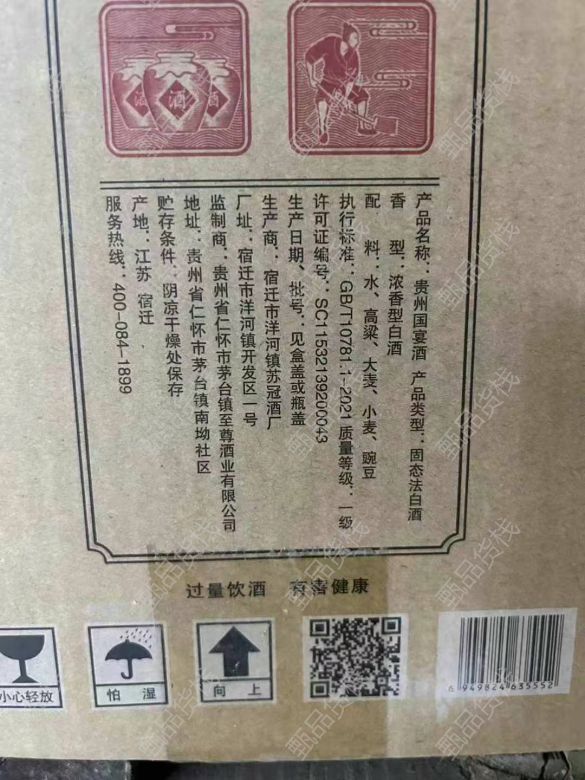 酒
酒
酒
产品名称：贵州国宴酒 产品类型：固态法白酒
香 型：浓香型白酒
配 料：水、高粱、大麦、小麦、豌豆
执行标准：GB/T10781.1-2021 质量等级：一级
许可证编号：SC11532139200043
生产日期、批号：见盒盖或瓶盖
生产商：宿迁市洋河镇苏冠酒厂
厂址：宿迁市洋河镇开发区一号
监制商：贵州省仁怀市茅台镇至尊酒业有限公司
地址：贵州省仁怀市茅台镇南坳社区
贮存条件：阴凉干燥处保存
产地：江苏 宿迁
服务热线：400-084-1899
过量饮酒 有害健康
小心轻放
怕 湿
向 上
6 949824 635552
甄品货栈